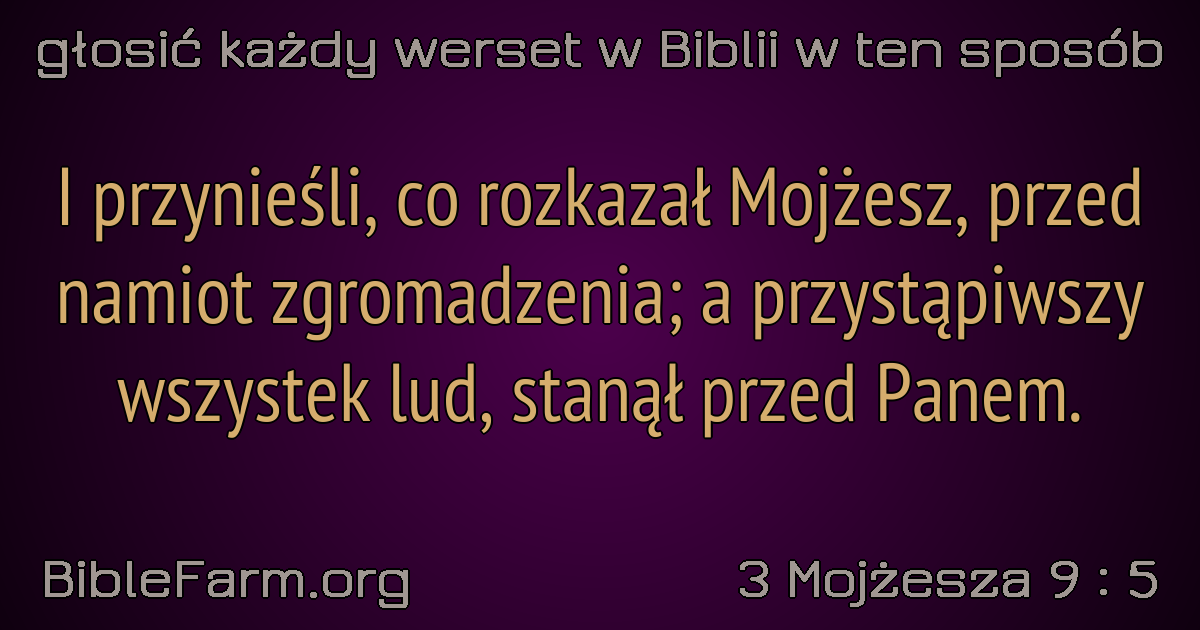 głosić każdy werset w Biblii w ten sposób
I przynieśli, co rozkazał Mojżesz, przed
namiot zgromadzenia; a przystąpiwszy
wszystek lud, stanął przed Panem.
BibleFarm.org
3 Mojżesza 9 : 5